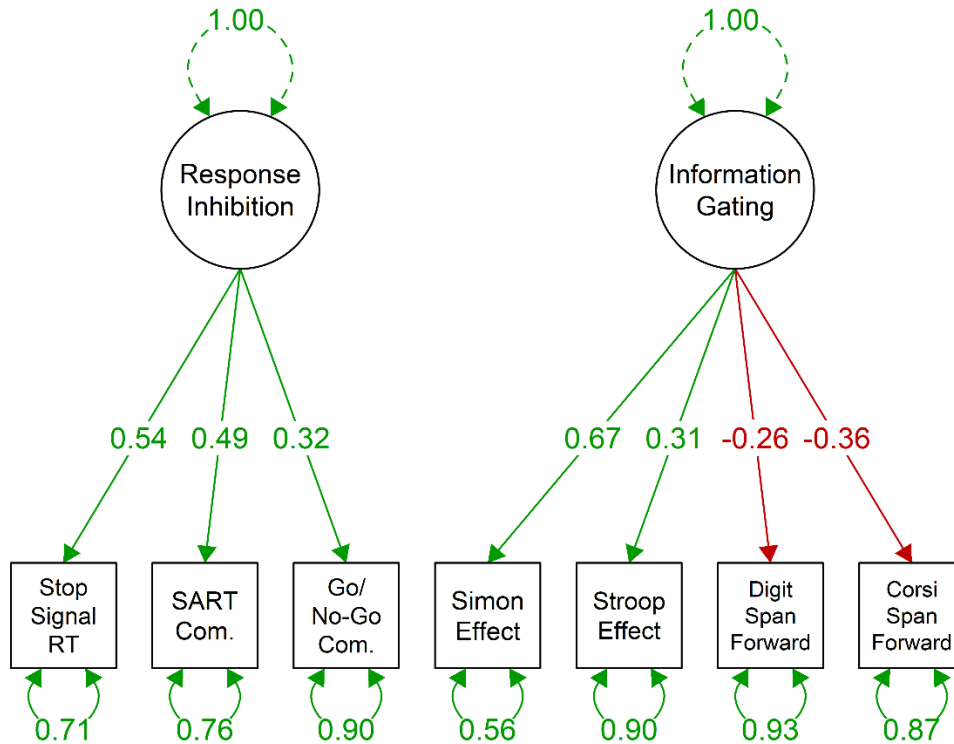 1.00 1.00
Response
Inhibition
Information
Gating
0.54 0.49 0.32 0.67 0.31 -0.26 -0.36
Stop
Signal
RT
SART
Com.
Go/
No-Go
Com.
Simon
Effect
Stroop
Effect
Digit
Span
Forward
Corsi
Span
Forward
0.71 0.76 0.90 0.56 0.90 0.93 0.87